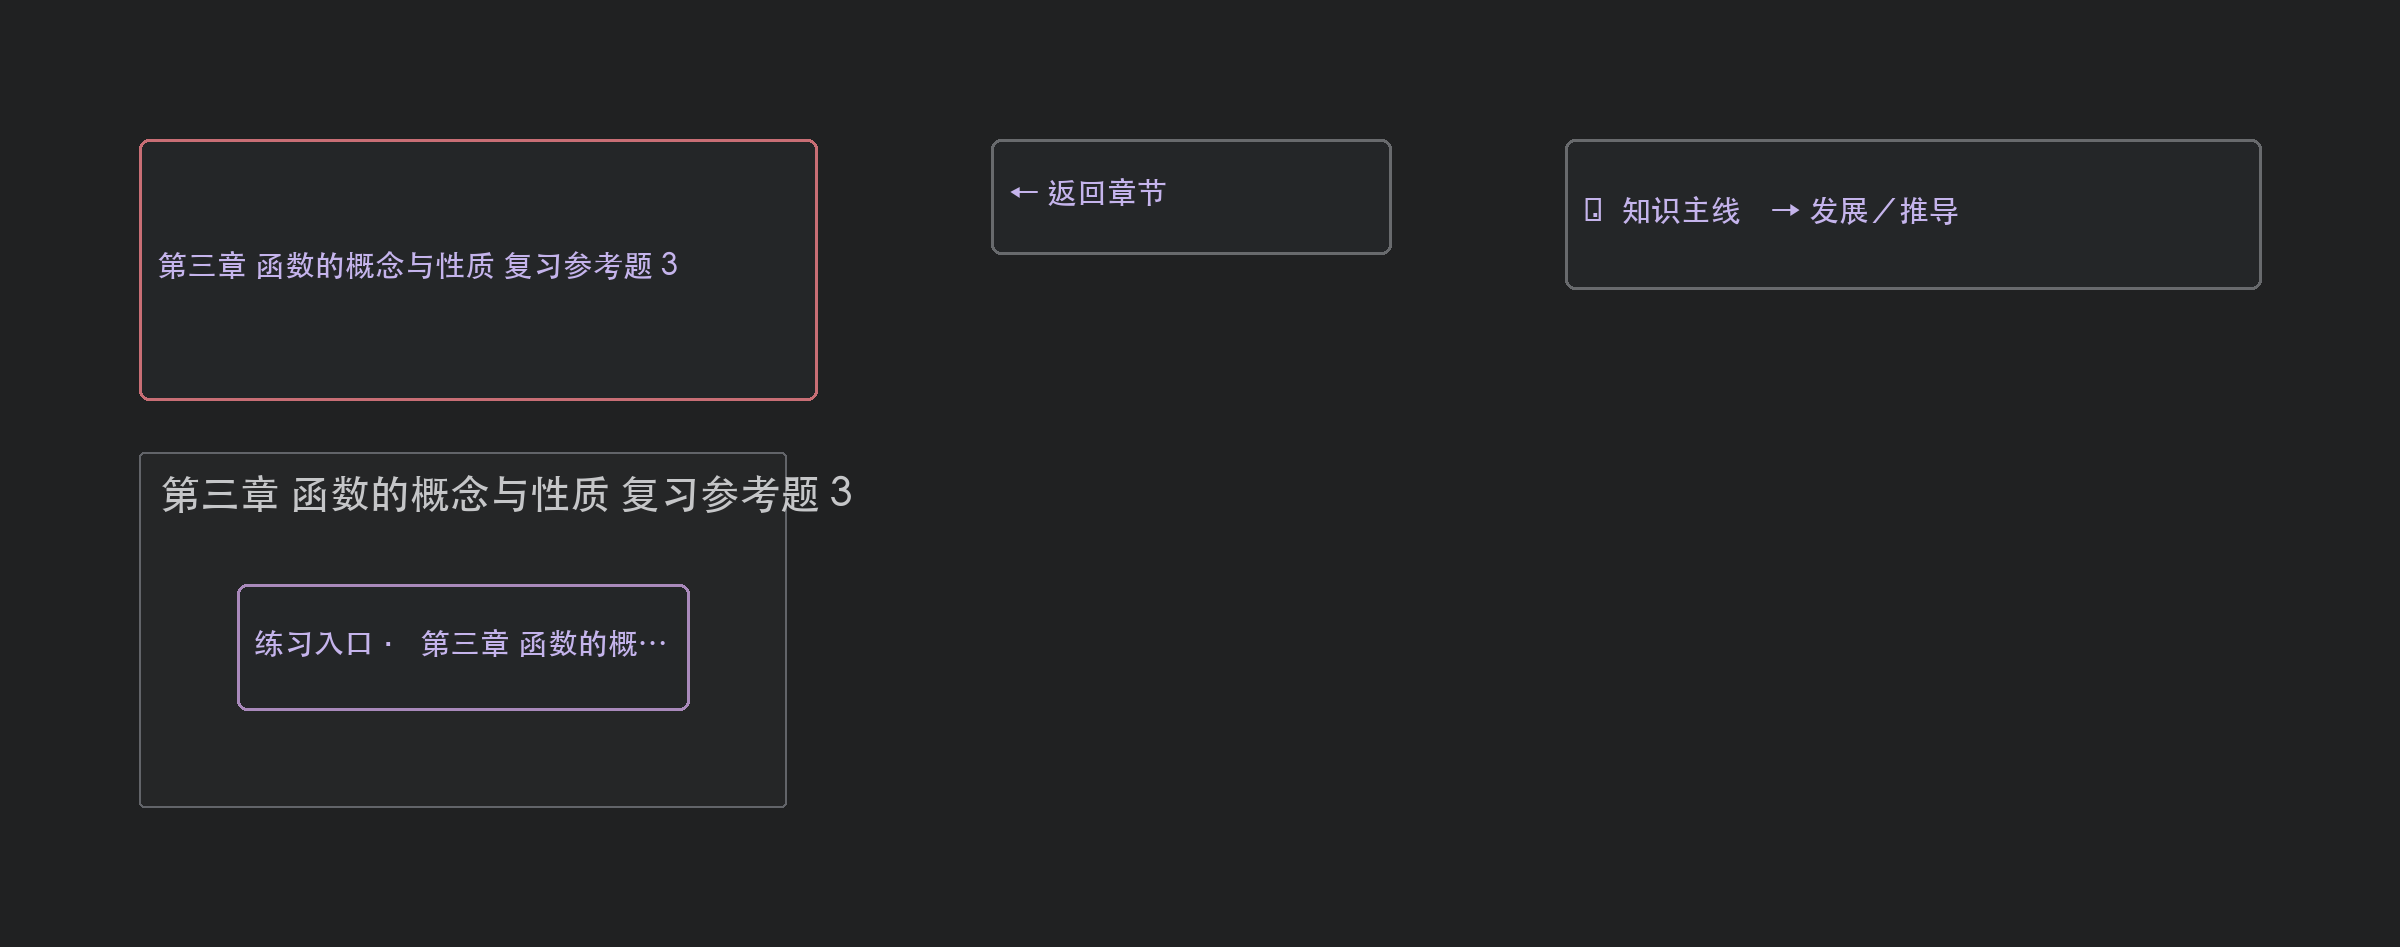 第三章 函数的概念与性质 复习参考题 3
← 返回章节
知识主线 → 发展／推导
第三章 函数的概念与性质 复习参考题 3
练习入口 · 第三章 函数的概…